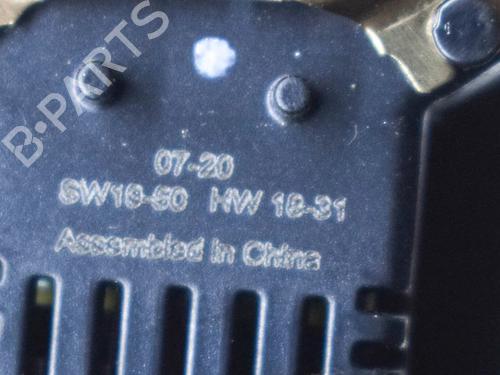 B-PARTS
07-20
SW18-50 HW 18-31
Assembled in China